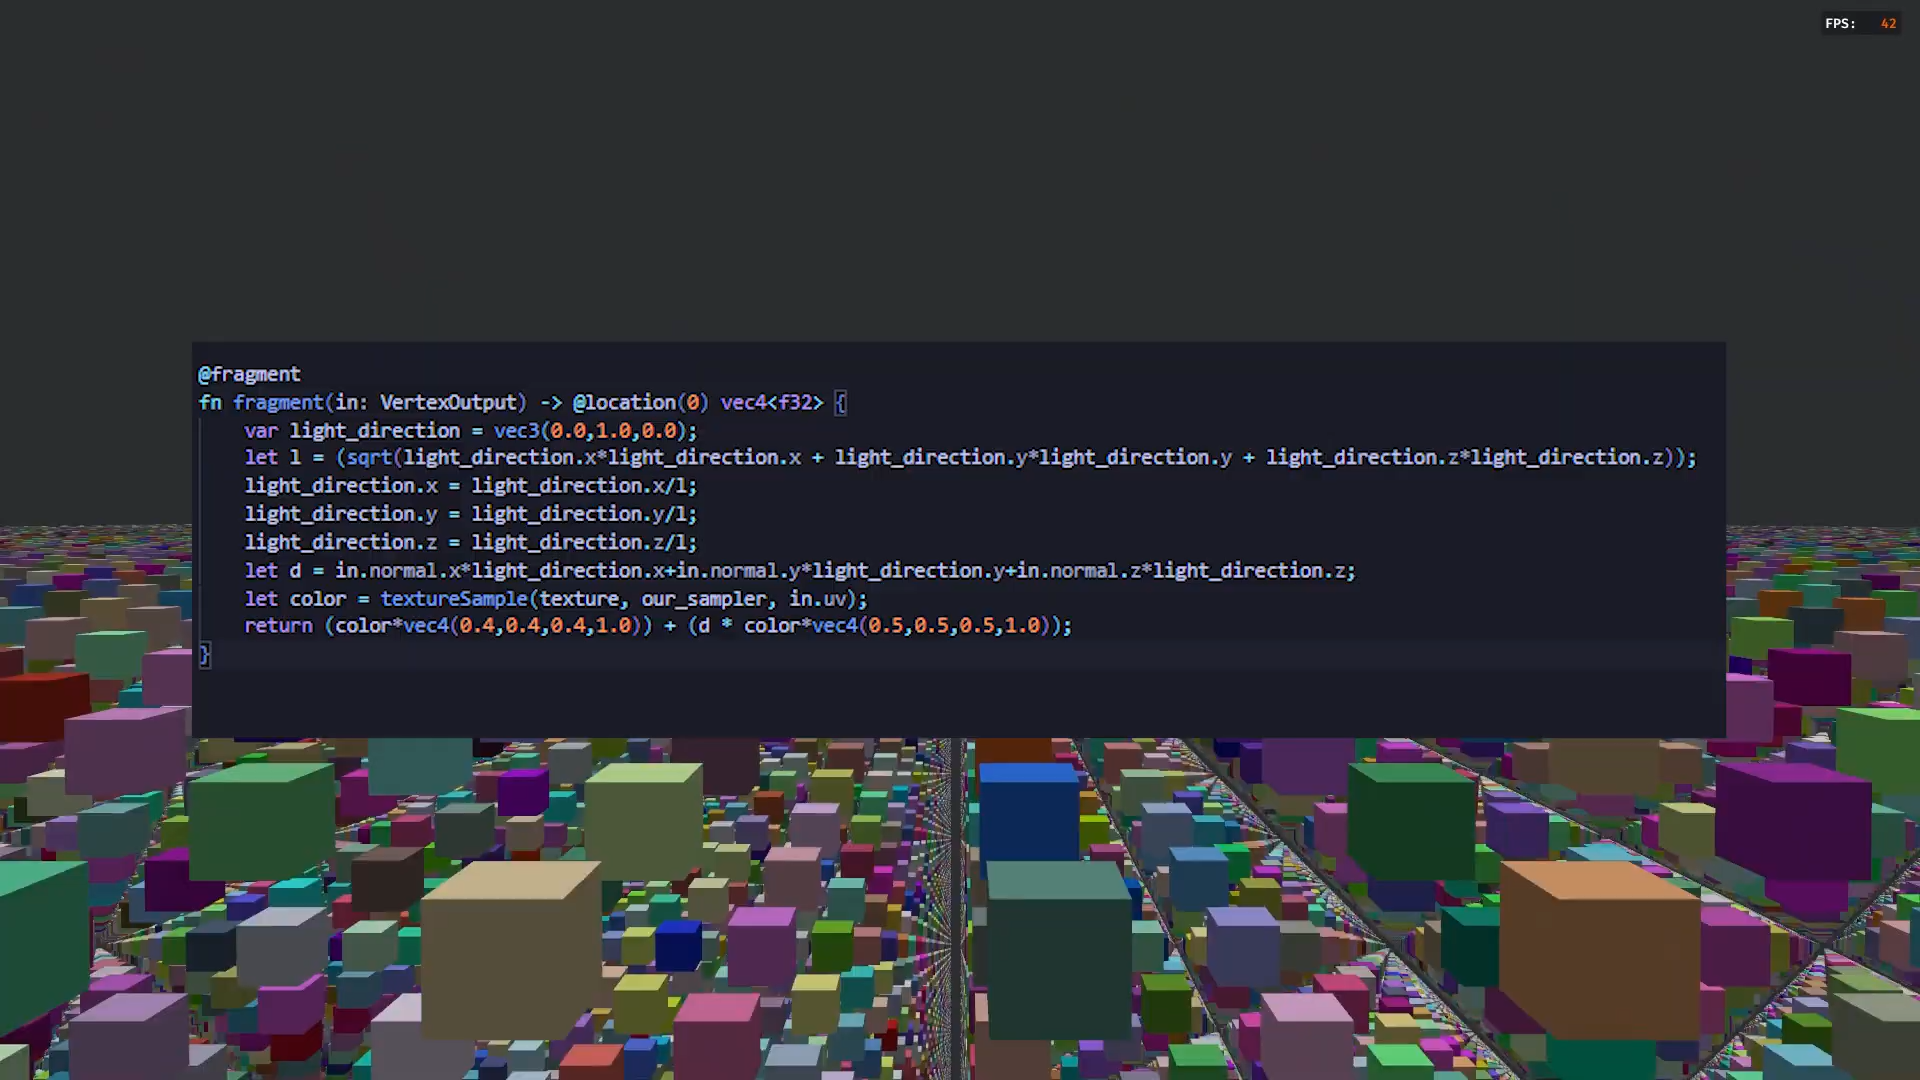 FPS: 42
@fragment
fn fragment(in: VertexOutput) -> @location(0) vec4<f32> {
    var light_direction = vec3(0.0,1.0,0.0);
    let l = (sqrt(light_direction.x*light_direction.x + light_direction.y*light_direction.y + light_direction.z*light_direction.z));
    light_direction.x = light_direction.x/l;
    light_direction.y = light_direction.y/l;
    light_direction.z = light_direction.z/l;
    let d = in.normal.x*light_direction.x+in.normal.y*light_direction.y+in.normal.z*light_direction.z;
    let color = textureSample(texture, our_sampler, in.uv);
    return (color*vec4(0.4,0.4,0.4,1.0)) + (d * color*vec4(0.5,0.5,0.5,1.0));
}